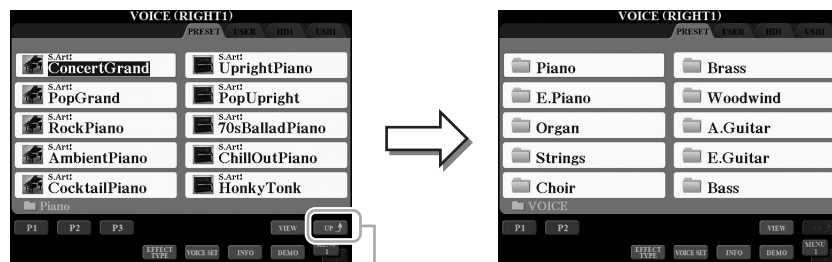 VOICE (RIGHT1)
PRESET USER HD1 USB1
S.Art! ConcertGrand
S.Art! UprightPiano
S.Art! PopGrand
S.Art! PopUpright
S.Art! RockPiano
S.Art! 70sBalladPiano
S.Art! AmbientPiano
S.Art! ChillOutPiano
S.Art! CocktailPiano
S.Art! HonkyTonk
Piano
P1 P2 P3 VIEW UP
EFFECT TYPE VOICE SET INFO DEMO MENU 1
VOICE (RIGHT1)
PRESET USER HD1 USB1
Piano
Brass
E.Piano
Woodwind
Organ
A.Guitar
Strings
E.Guitar
Choir
Bass
VOICE
P1 P2 VIEW UP
EFFECT TYPE VOICE SET INFO DEMO MENU 1